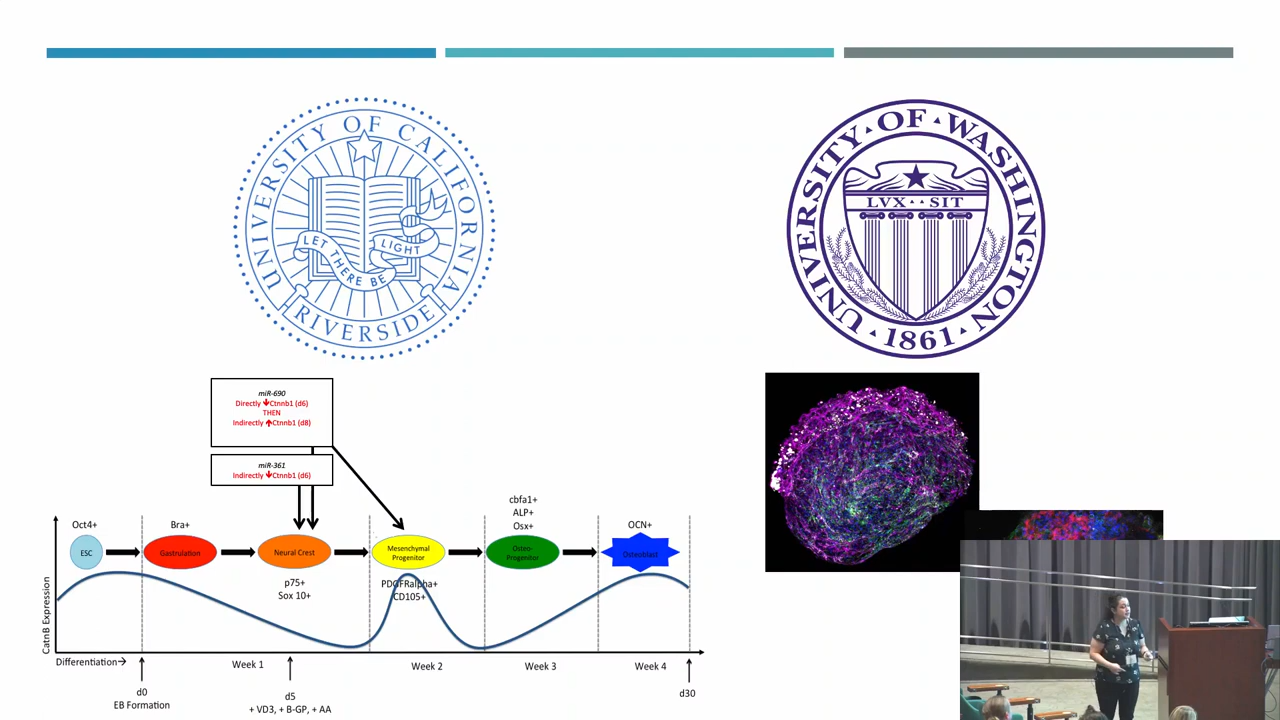 UNIVERSITY OF CALIFORNIA
LET THERE BE LIGHT
RIVERSIDE
UNIVERSITY OF WASHINGTON
LVX SIT
1861
miR-690
Directly ↓Ctnnb1 (d6)
THEN
Indirectly ↑Ctnnb1 (d8)
miR-361
Indirectly ↓Ctnnb1 (d6)
Oct4+
Bra+
cbfa1+
ALP+
Osx+
OCN+
ESC
Gastrulation
Neural Crest
Mesenchymal
Progenitor
Osteo-
Progenitor
Osteoblast
p75+
Sox 10+
PDGFRalpha+
CD105+
CatnB Expression
Differentiation→
Week 1
Week 2
Week 3
Week 4
d0
EB Formation
d5
+ VD3, + B-GP, + AA
d30